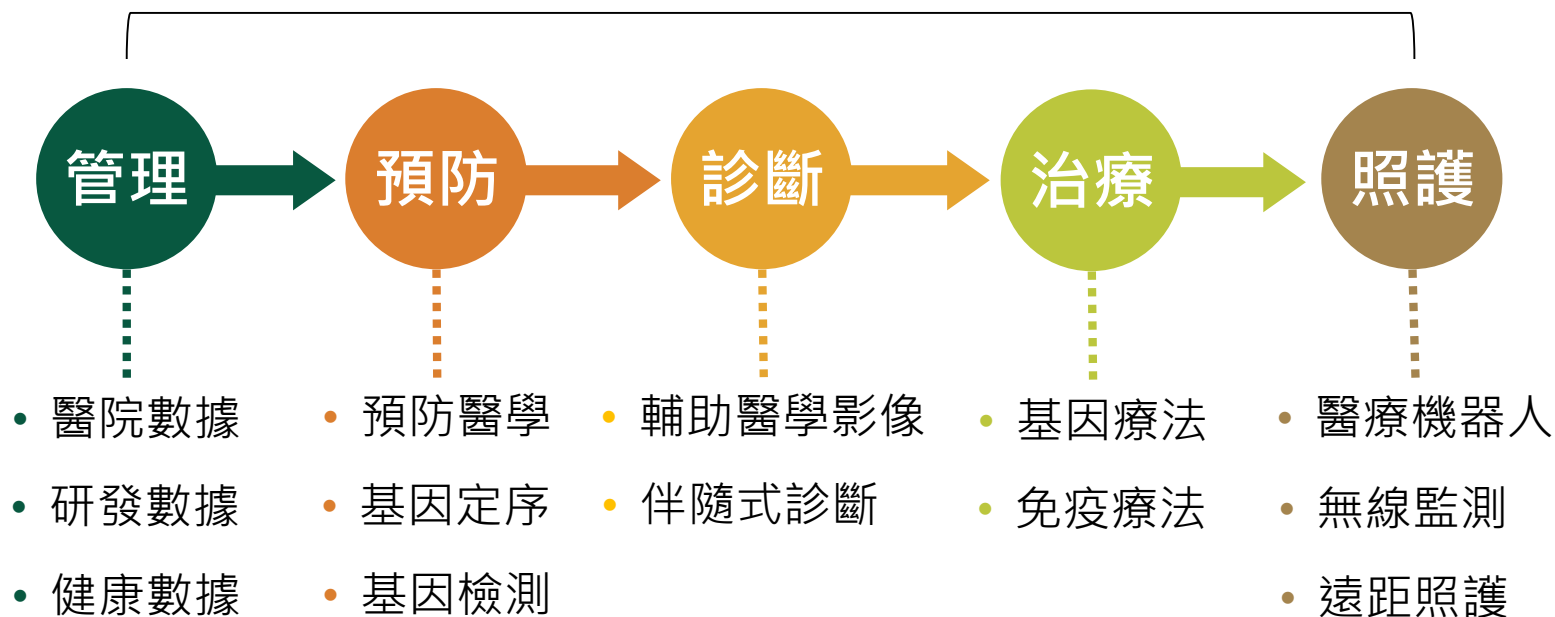 管理
預防
診斷
治療
照護
• 醫院數據
• 研發數據
• 健康數據
• 預防醫學
• 基因定序
• 基因檢測
• 輔助醫學影像
• 伴隨式診斷
• 基因療法
• 免疫療法
• 醫療機器人
• 無線監測
• 遠距照護